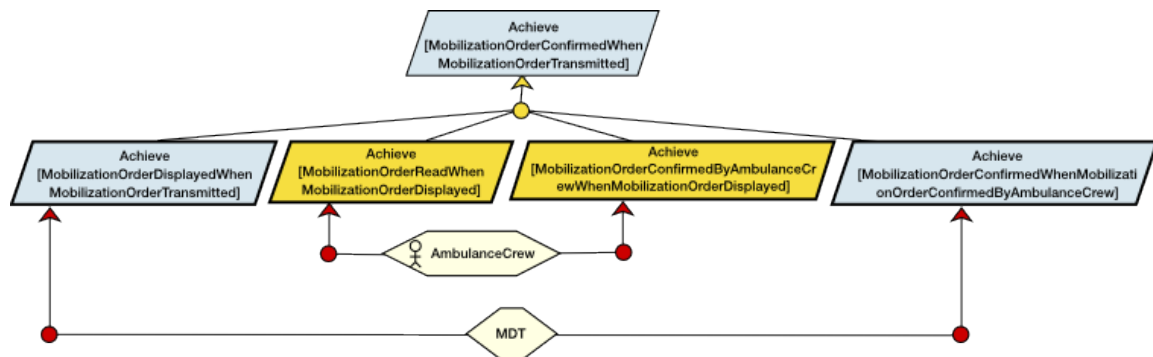 Achieve
[MobilizationOrderConfirmedWhen
MobilizationOrderTransmitted]
Achieve
[MobilizationOrderDisplayedWhen
MobilizationOrderTransmitted]
Achieve
[MobilizationOrderReadWhen
MobilizationOrderDisplayed]
Achieve
[MobilizationOrderConfirmedByAmbulanceCr
ewWhenMobilizationOrderDisplayed]
Achieve
[MobilizationOrderConfirmedWhenMobilizati
onOrderConfirmedByAmbulanceCrew]
AmbulanceCrew
MDT